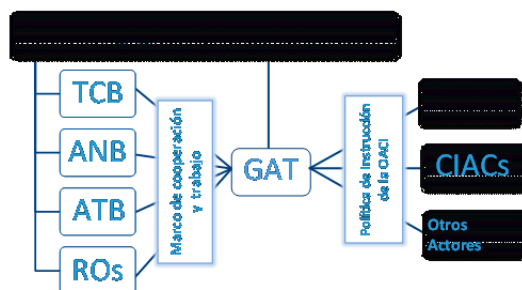 TCB
ANB
ATB
ROs
Marco de cooperación
y trabajo
GAT
Política de Instrucción
de la OACI
CIACs
Otros
Actores